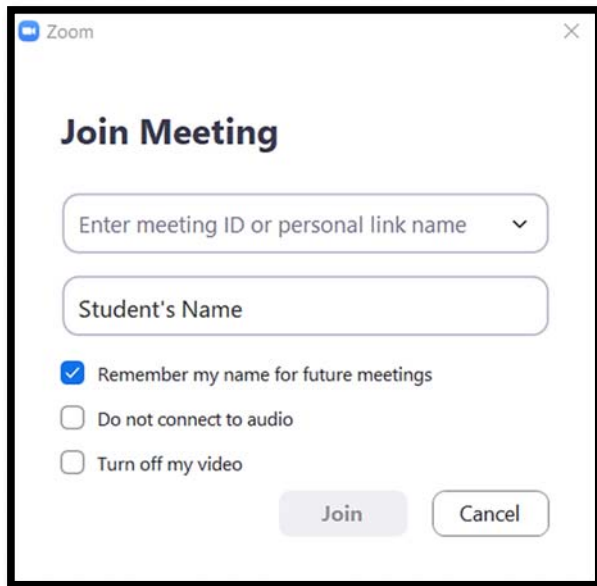 Zoom
Join Meeting
Enter meeting ID or personal link name
Student's Name
Remember my name for future meetings
Do not connect to audio
Turn off my video
Join Cancel